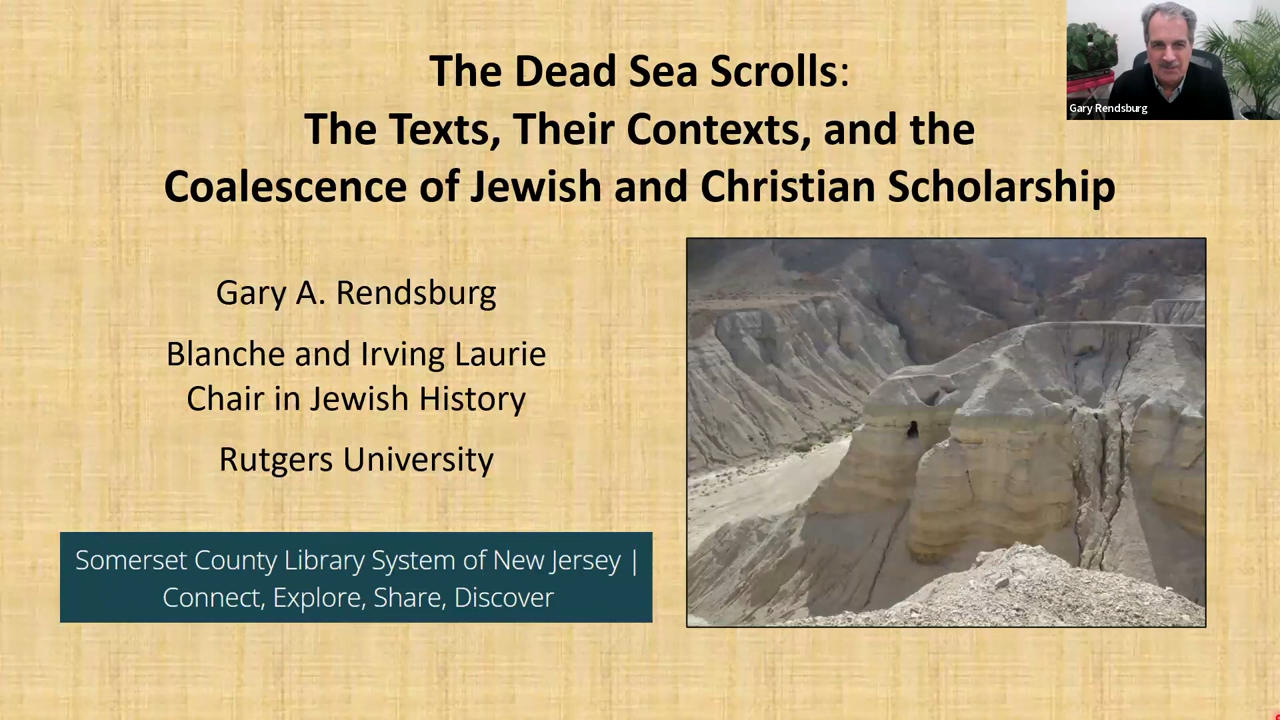 The Dead Sea Scrolls:
The Texts, Their Contexts, and the
Coalescence of Jewish and Christian Scholarship
Gary Rendsburg
Gary A. Rendsburg
Blanche and Irving Laurie
Chair in Jewish History
Rutgers University
Somerset County Library System of New Jersey |
Connect, Explore, Share, Discover